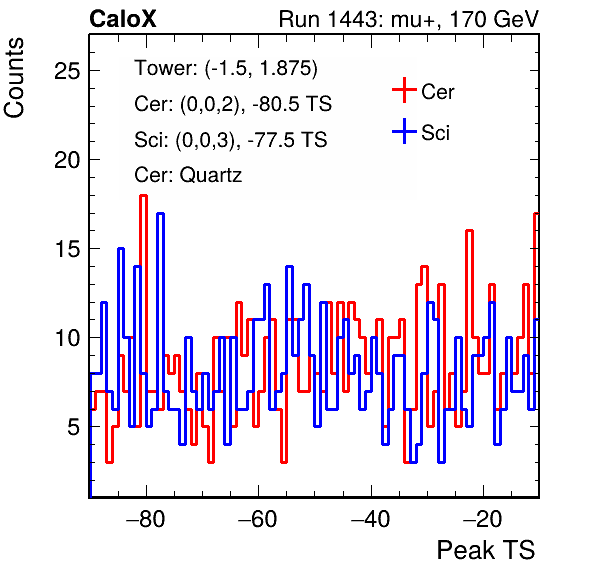 CaloX Run 1443: mu+, 170 GeV
Counts
Tower: (-1.5, 1.875)
Cer: (0,0,2), -80.5 TS
Sci: (0,0,3), -77.5 TS
Cer: Quartz
Cer
Sci
25
20
15
10
5
−80 −60 −40 −20
Peak TS